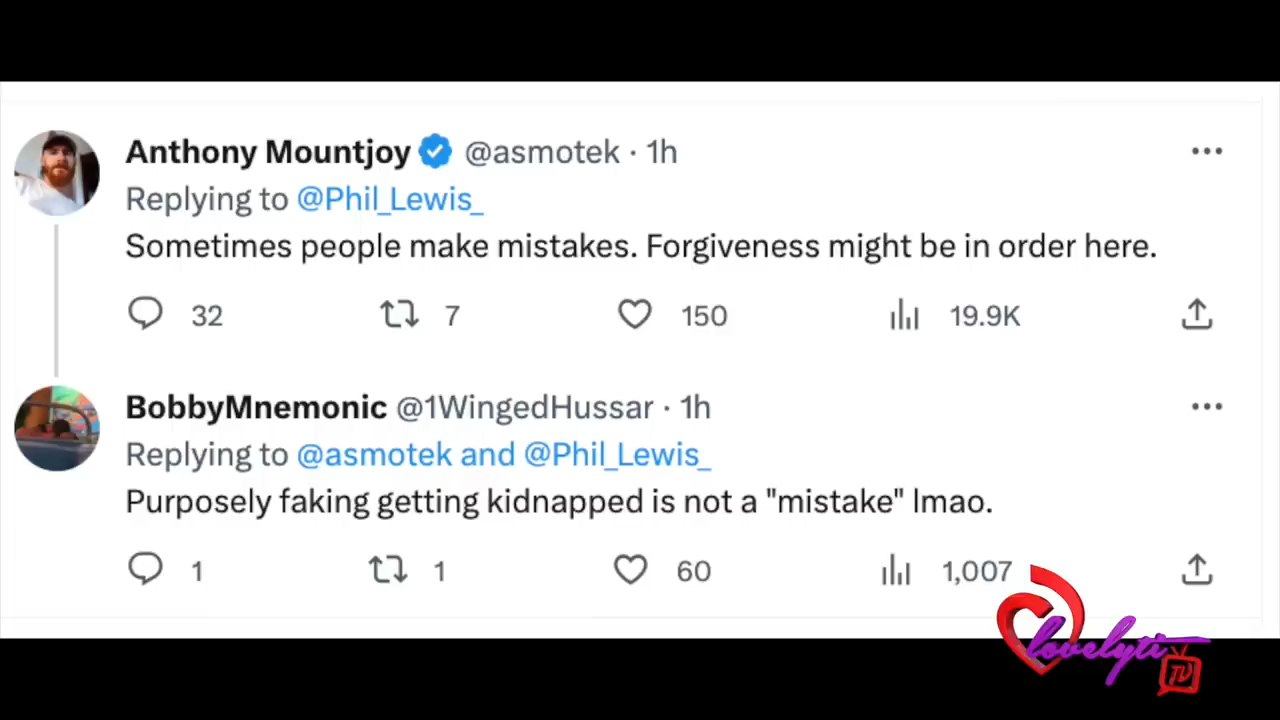 Anthony Mountjoy @asmotek · 1h
Replying to @Phil_Lewis_
Sometimes people make mistakes. Forgiveness might be in order here.
32 7 150 19.9K
BobbyMnemonic @1WingedHussar · 1h
Replying to @asmotek and @Phil_Lewis_
Purposely faking getting kidnapped is not a "mistake" lmao.
1 1 60 1,007
lovelyti
TV